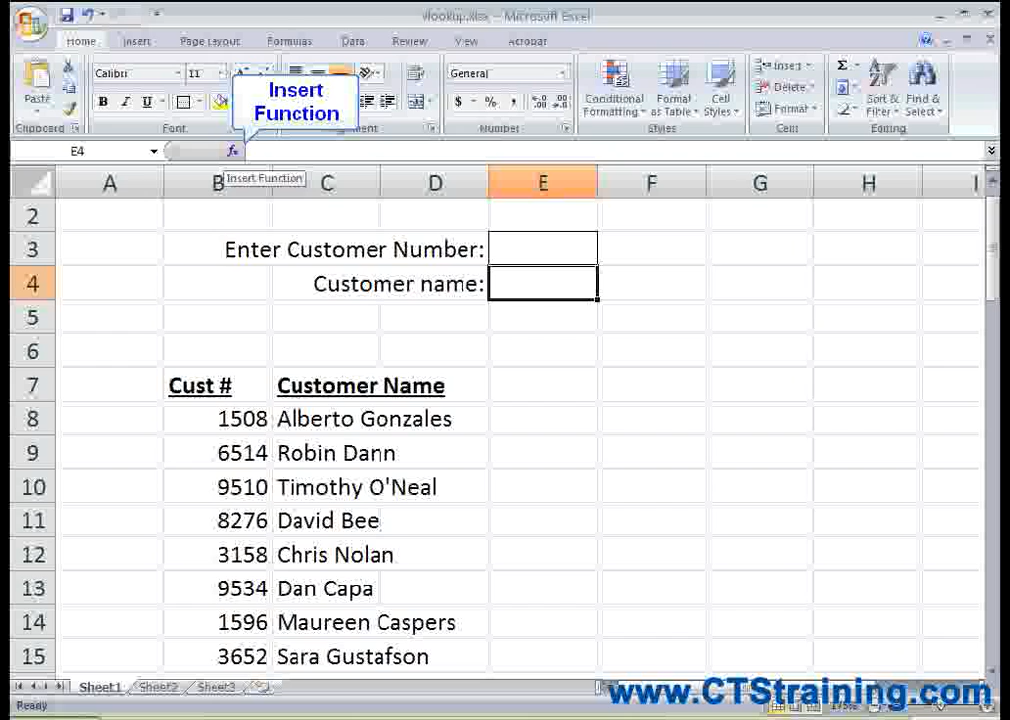 vlookup.xlsx - Microsoft Excel
Home Insert Page Layout Formulas Data Review View Acrobat
Calibri 11 General
Paste B I U $ % , Conditional Formatting Format as Table Cell Styles Insert Delete Format Σ Sort & Filter Find & Select
Insert Function
Clipboard Font Number Styles Cells Editing
E4 fx
Insert Function
A B C D E F G H I
2
3 Enter Customer Number:
4 Customer name:
5
6
7 Cust # Customer Name
8 1508 Alberto Gonzales
9 6514 Robin Dann
10 9510 Timothy O'Neal
11 8276 David Bee
12 3158 Chris Nolan
13 9534 Dan Capa
14 1596 Maureen Caspers
15 3652 Sara Gustafson
Sheet1 Sheet2 Sheet3
www.CTStraining.com
Ready 175%